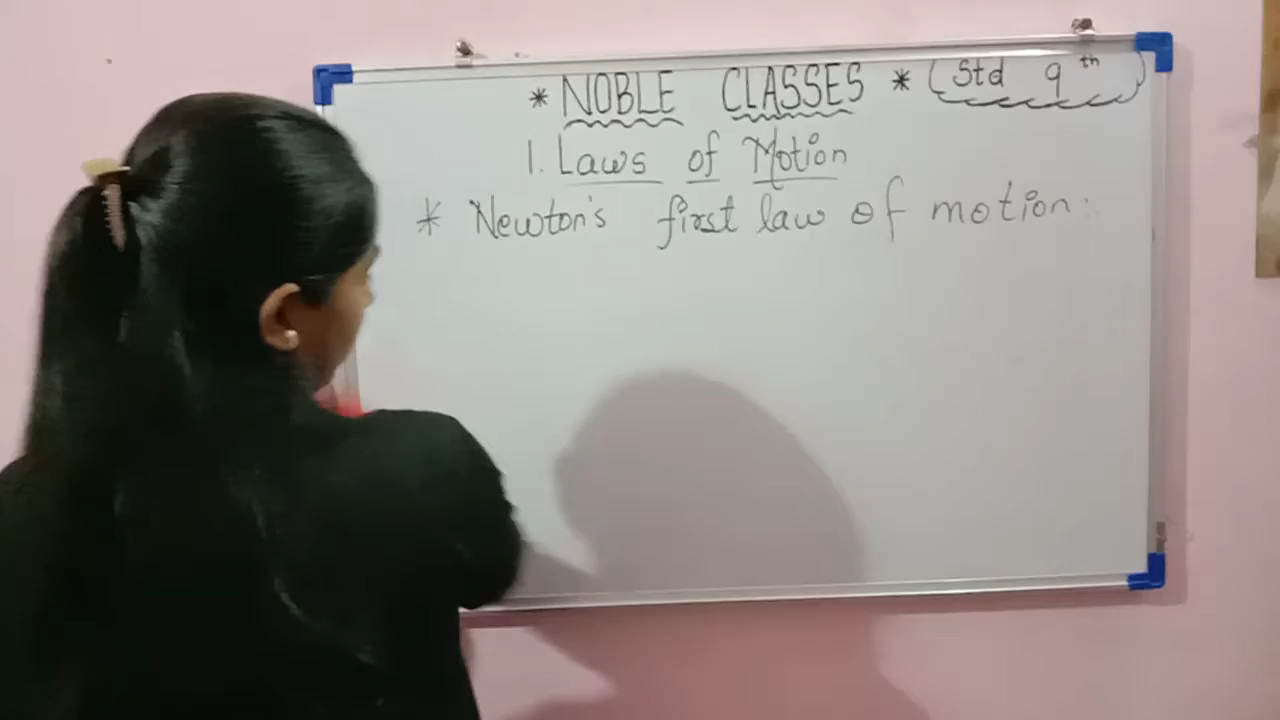 * NOBLE CLASSES * (Std 9th)
1. Laws of Motion
* Newton's first law of motion: